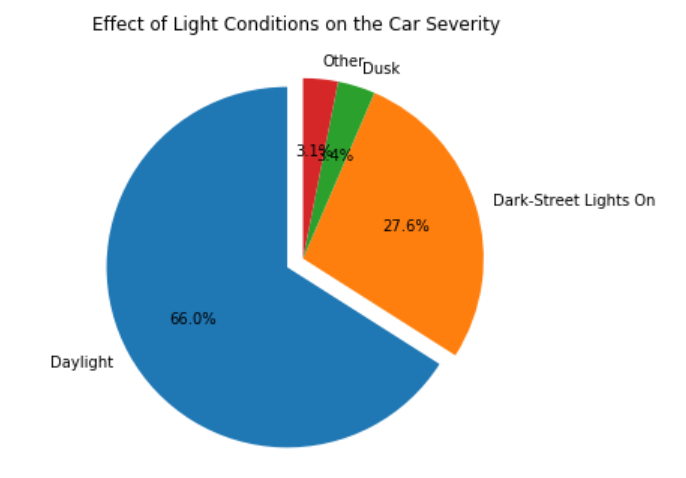 Effect of Light Conditions on the Car Severity
Other
Dusk
3.1%
3.4%
Dark-Street Lights On
27.6%
66.0%
Daylight